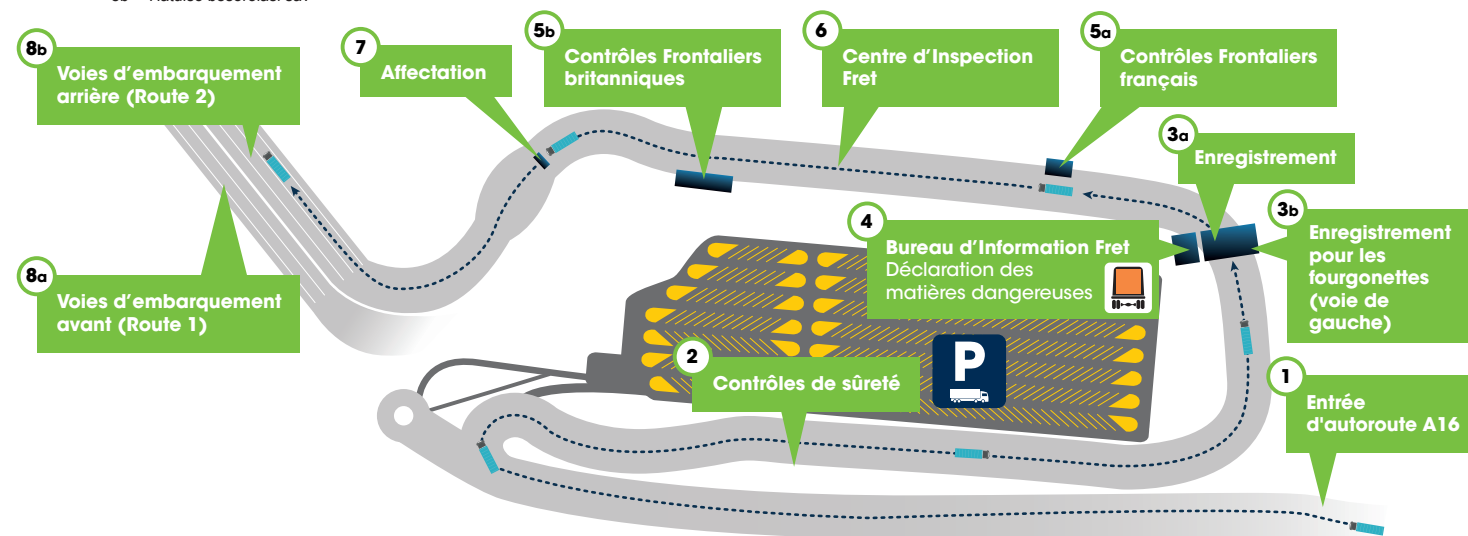 8b
Voies d'embarquement
arrière (Route 2)
7
Affectation
5b
Contrôles Frontaliers
britanniques
6
Centre d'Inspection
Fret
5a
Contrôles Frontaliers
français
3a
Enregistrement
3b
Enregistrement
pour les
fourgonettes
(voie de
gauche)
4
Bureau d'Information Fret
Déclaration des
matières dangereuses
8a
Voies d'embarquement
avant (Route 1)
2
Contrôles de sûreté
P
1
Entrée
d'autoroute A16